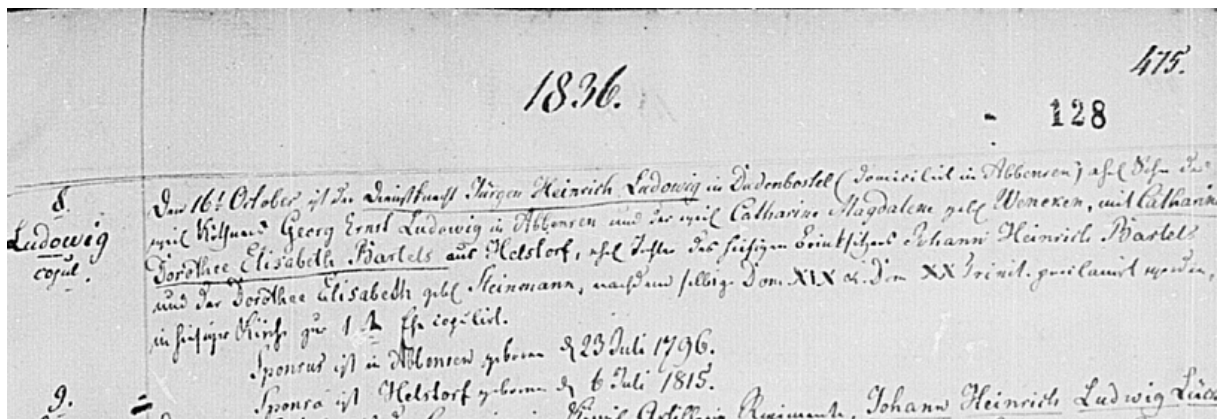 475.
1836.
- 128
8.
Ludowig
copul.
Den 16t October ist der Dienstknecht Jürgen Heinrich Ludowig in Dudenbostel (domicilirt in Abbensen) ehel Sohn des
weil Köthners Georg Ernst Ludowig in Abbensen und der weil Catharine Magdalene geb Woneken, mit Catharine
Dorothee Elisabeth Bartels aus Helstorf, ehel Tochter des hiesigen Brinksitzers Johann Heinrich Bartels
und der Dorothee Elisabeth geb Steinmann, nachdem selbige Dom. XIX & Dom XX Trinit. proclamirt worden,
in hiesiger Kirche zur 1 Ehe copulirt.
Sponsus ist in Abbensen geboren d 23 Juli 1796.
Sponsa ist Helstorf geboren d 6 Juli 1815.
9.
Artillerie Regimente, Johann Heinrich Ludwig